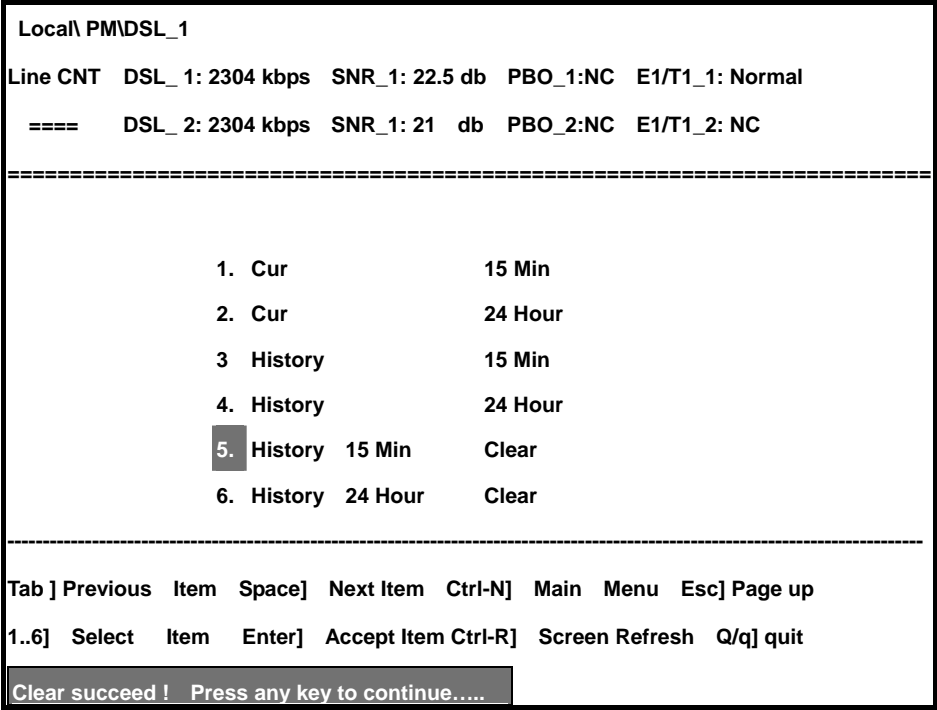 Local\ PM\DSL_1
Line CNT DSL_ 1: 2304 kbps SNR_1: 22.5 db PBO_1:NC E1/T1_1: Normal
==== DSL_ 2: 2304 kbps SNR_1: 21 db PBO_2:NC E1/T1_2: NC
==========================================================================
1. Cur 15 Min
2. Cur 24 Hour
3 History 15 Min
4. History 24 Hour
5. History 15 Min Clear
6. History 24 Hour Clear
-----------------------------------------------------------------------------------------------------------------------------------
Tab ] Previous Item Space] Next Item Ctrl-N] Main Menu Esc] Page up
1..6] Select Item Enter] Accept Item Ctrl-R] Screen Refresh Q/q] quit
Clear succeed ! Press any key to continue…..